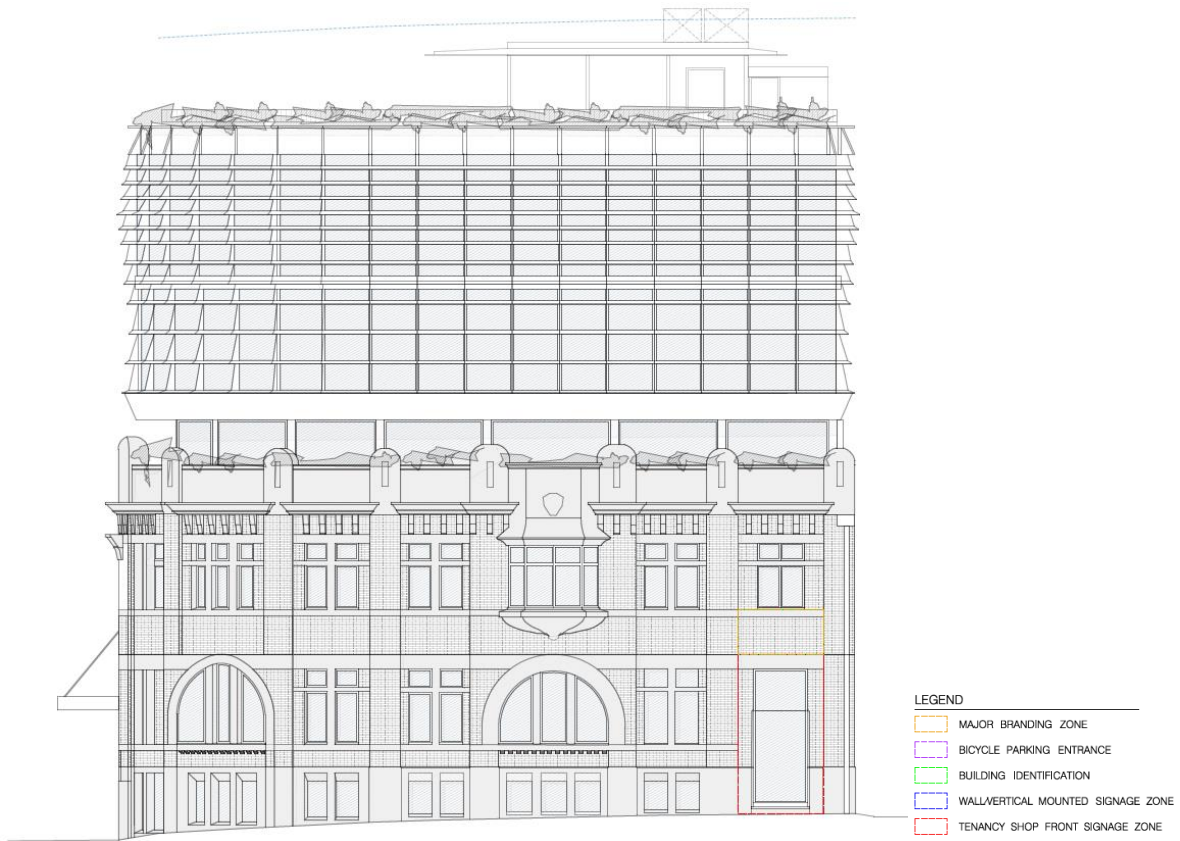 LEGEND
MAJOR BRANDING ZONE
BICYCLE PARKING ENTRANCE
BUILDING IDENTIFICATION
WALL/VERTICAL MOUNTED SIGNAGE ZONE
TENANCY SHOP FRONT SIGNAGE ZONE